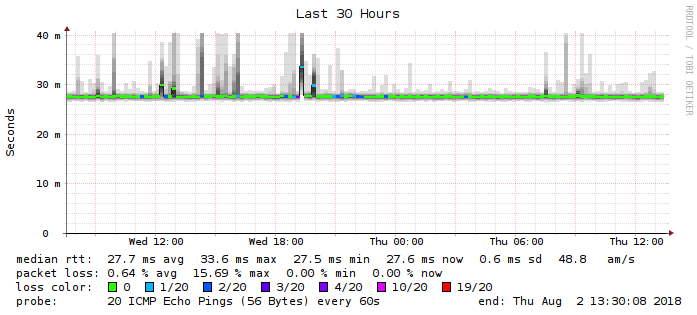 Last 30 Hours
RRDTOOL / TOBI OETIKER
40 m
30 m
20 m
10 m
0
Seconds
Wed 12:00 Wed 18:00 Thu 00:00 Thu 06:00 Thu 12:00
median rtt: 27.7 ms avg 33.6 ms max 27.5 ms min 27.6 ms now 0.6 ms sd 48.8 am/s
packet loss: 0.64 % avg 15.69 % max 0.00 % min 0.00 % now
loss color: 0 1/20 2/20 3/20 4/20 10/20 19/20
probe: 20 ICMP Echo Pings (56 Bytes) every 60s end: Thu Aug 2 13:30:08 2018